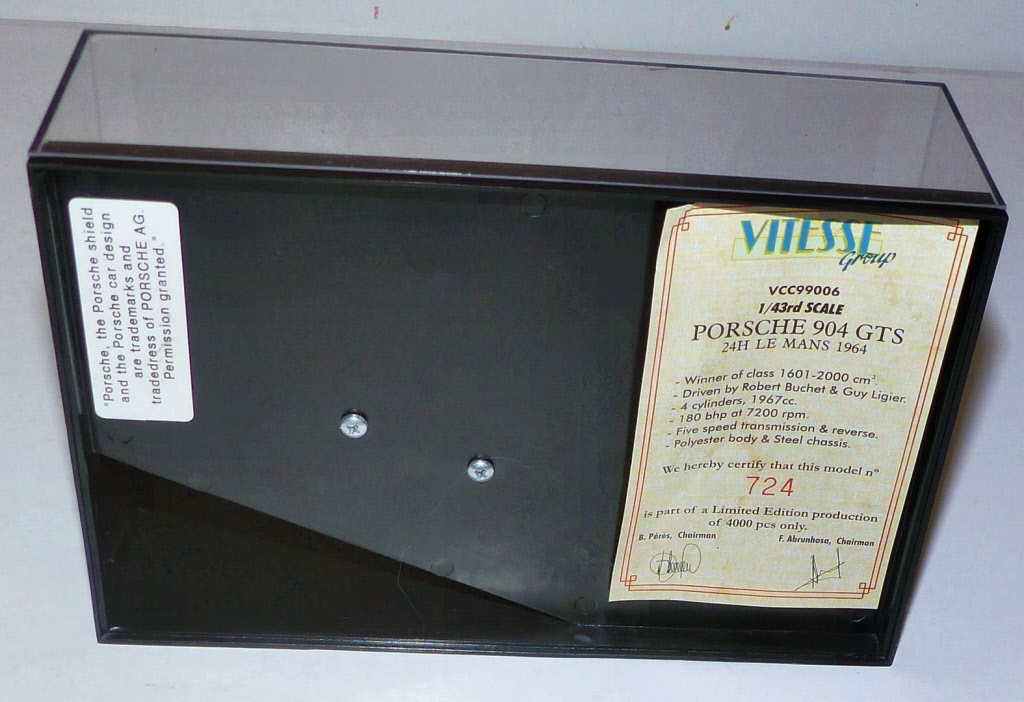 "Porsche, the Porsche shield
and the Porsche car design
are trademarks and
tradedress of PORSCHE AG.
Permission granted."
VITESSE
Group
VCC99006
1/43rd SCALE
PORSCHE 904 GTS
24H LE MANS 1964
- Winner of class 1601-2000 cm³.
- Driven by Robert Buchet & Guy Ligier.
- 4 cylinders, 1967cc.
- 180 bhp at 7200 rpm.
- Five speed transmission & reverse.
- Polyester body & Steel chassis.
We hereby certify that this model nº
724
is part of a Limited Edition production
of 4000 pcs only.
B. Pérès, Chairman F. Abrunhosa, Chairman